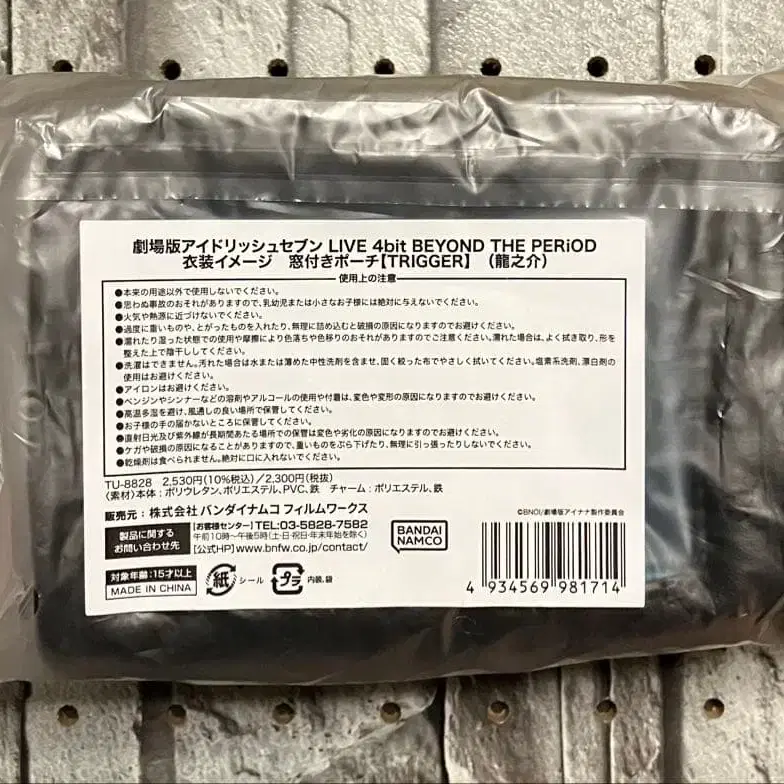 劇場版アイドリッシュセブン LIVE 4bit BEYOND THE PERiOD
衣装イメージ 窓付きポーチ【TRIGGER】（龍之介）
使用上の注意
●本来の用途以外で使用しないでください。
●思わぬ事故のおそれがありますので、乳幼児または小さなお子様には絶対に与えないでください。
●火気や熱源に近づけないでください。
●過度に重いものや、とがったものを入れたり、無理に詰め込むと破損の原因になりますのでお避けください。
●濡れたり湿った状態での使用や摩擦により色落ちや色移りのおそれがありますのでご注意ください。濡れた場合は、よく拭き取り、形を
整えた上で陰干ししてください。
●洗濯はできません。汚れた場合は水または薄めた中性洗剤を含ませ、固く絞った布でやさしく拭いてください。塩素系洗剤、漂白剤の
使用はお避けください。
●アイロンはお避けください。
●ベンジンやシンナーなどの溶剤やアルコールの使用や付着は、変色や変形の原因になりますのでお避けください。
●高温多湿を避け、風通しの良い場所で保管してください。
●お子様の手の届かないところに保管してください。
●直射日光及び紫外線が長期間あたる場所での保管は変色や劣化の原因になりますのでお避けください。
●ケガや破損の原因になることがありますので、重いものをぶら下げたり、無理に引っ張ったりしないでください。
●乾燥剤は食べられません。絶対に口に入れないでください。
TU-8828 2,530円(10%税込)/2,300円(税抜)
〈素材〉本体：ポリウレタン、ポリエステル、PVC、鉄 チャーム：ポリエステル、鉄
販売元：株式会社 バンダイナムコ フィルムワークス
©BNOI/劇場版アイナナ製作委員会
製品に関する
お問い合わせ先
[お客様センター] TEL:03-5828-7582
午前10時～午後5時(土・日・祝日・年末年始を除く)
[公式HP] www.bnfw.co.jp/contact/
BANDAI
NAMCO
対象年齢：15才以上
MADE IN CHINA
紙 シール
プラ 内袋、袋
4 934569 981714